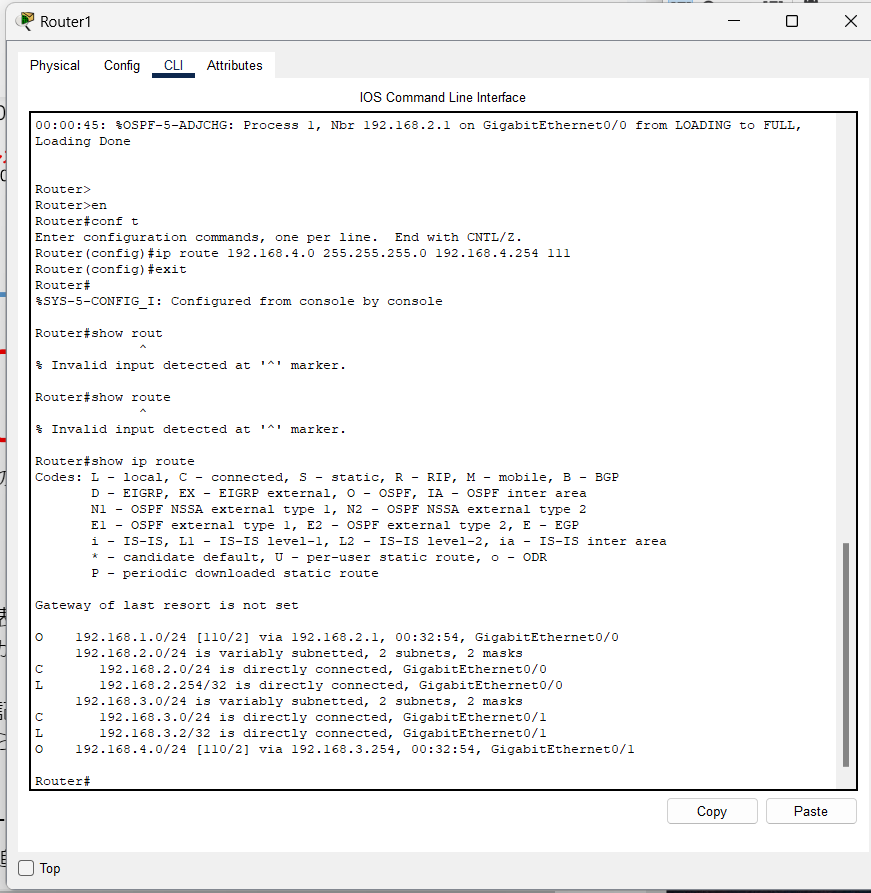 Router1
Physical Config CLI Attributes
IOS Command Line Interface
00:00:45: %OSPF-5-ADJCHG: Process 1, Nbr 192.168.2.1 on GigabitEthernet0/0 from LOADING to FULL,
Loading Done
Router>
Router>en
Router#conf t
Enter configuration commands, one per line.  End with CNTL/Z.
Router(config)#ip route 192.168.4.0 255.255.255.0 192.168.4.254 111
Router(config)#exit
Router#
%SYS-5-CONFIG_I: Configured from console by console
Router#show rout
^
% Invalid input detected at '^' marker.
Router#show route
^
% Invalid input detected at '^' marker.
Router#show ip route
Codes: L - local, C - connected, S - static, R - RIP, M - mobile, B - BGP
D - EIGRP, EX - EIGRP external, O - OSPF, IA - OSPF inter area
N1 - OSPF NSSA external type 1, N2 - OSPF NSSA external type 2
E1 - OSPF external type 1, E2 - OSPF external type 2, E - EGP
i - IS-IS, L1 - IS-IS level-1, L2 - IS-IS level-2, ia - IS-IS inter area
* - candidate default, U - per-user static route, o - ODR
P - periodic downloaded static route
Gateway of last resort is not set
O    192.168.1.0/24 [110/2] via 192.168.2.1, 00:32:54, GigabitEthernet0/0
192.168.2.0/24 is variably subnetted, 2 subnets, 2 masks
C       192.168.2.0/24 is directly connected, GigabitEthernet0/0
L       192.168.2.254/32 is directly connected, GigabitEthernet0/0
192.168.3.0/24 is variably subnetted, 2 subnets, 2 masks
C       192.168.3.0/24 is directly connected, GigabitEthernet0/1
L       192.168.3.2/32 is directly connected, GigabitEthernet0/1
O    192.168.4.0/24 [110/2] via 192.168.3.254, 00:32:54, GigabitEthernet0/1
Router#
Copy Paste
Top